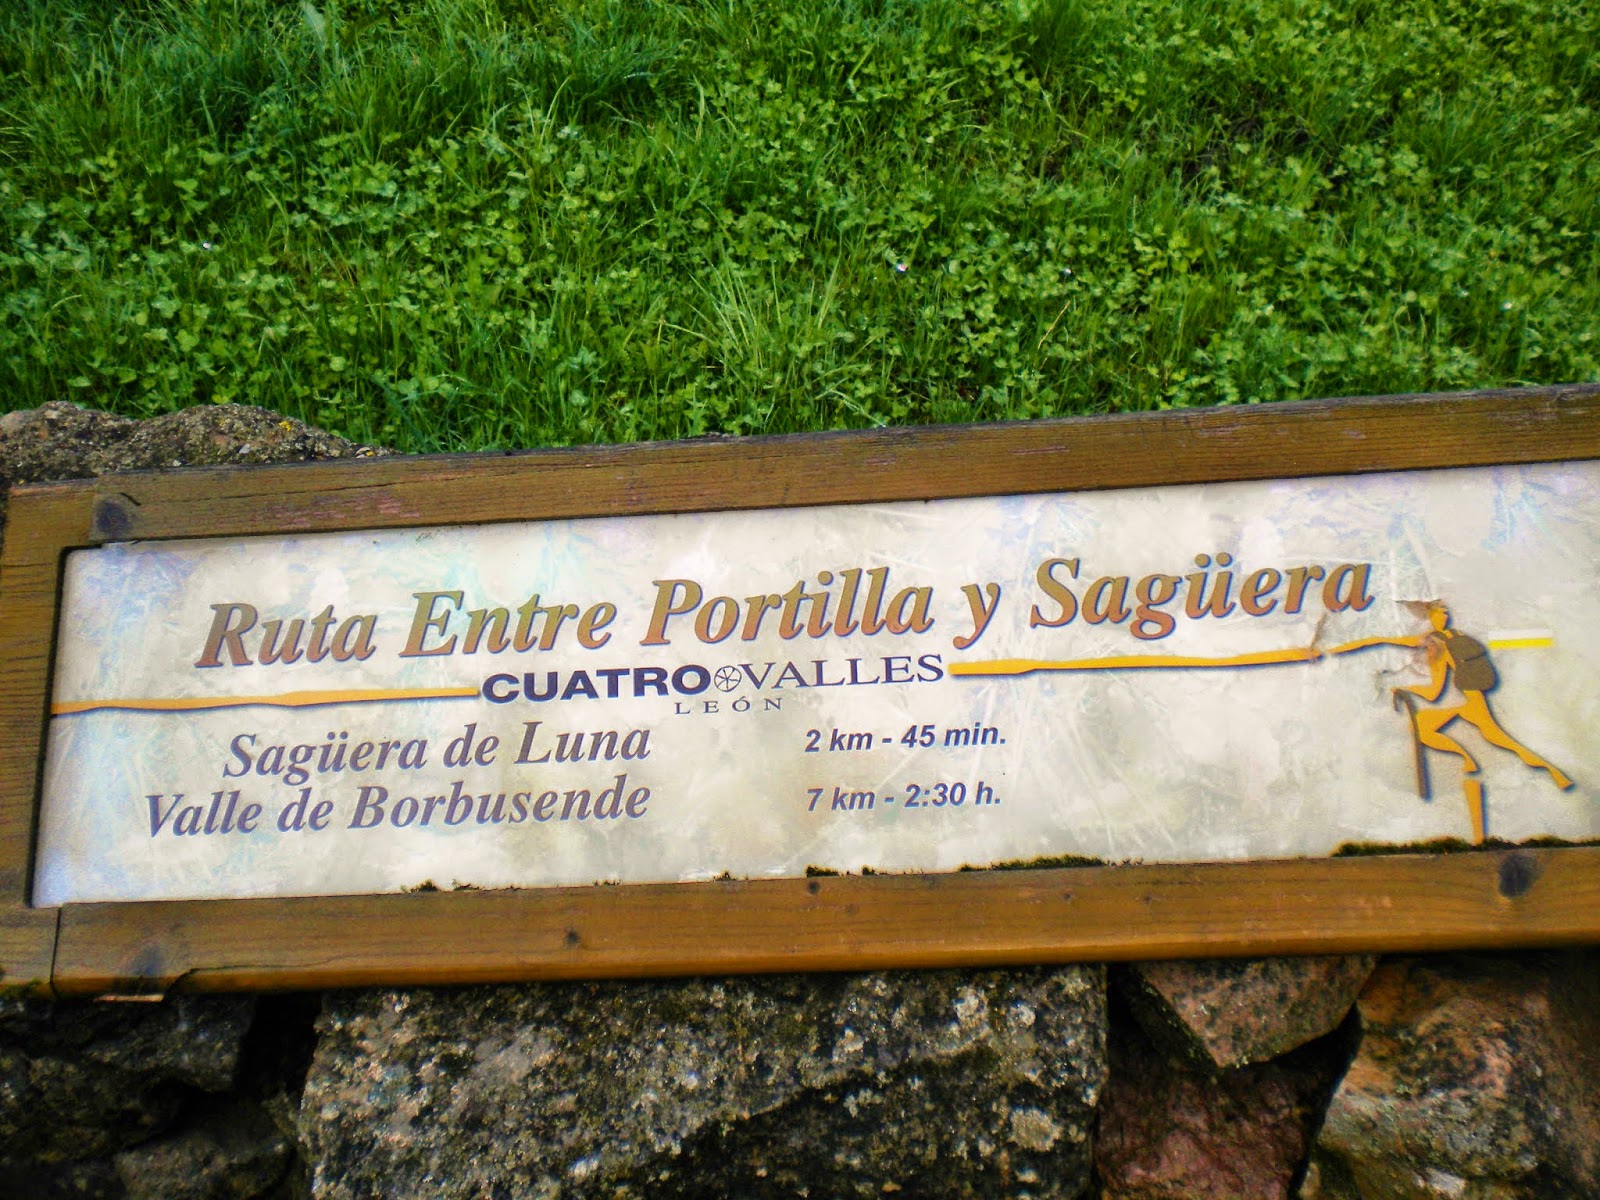 Ruta Entre Portilla y Sagüera
CUATRO VALLES
LEÓN
Sagüera de Luna 2 km - 45 min.
Valle de Borbusende 7 km - 2:30 h.